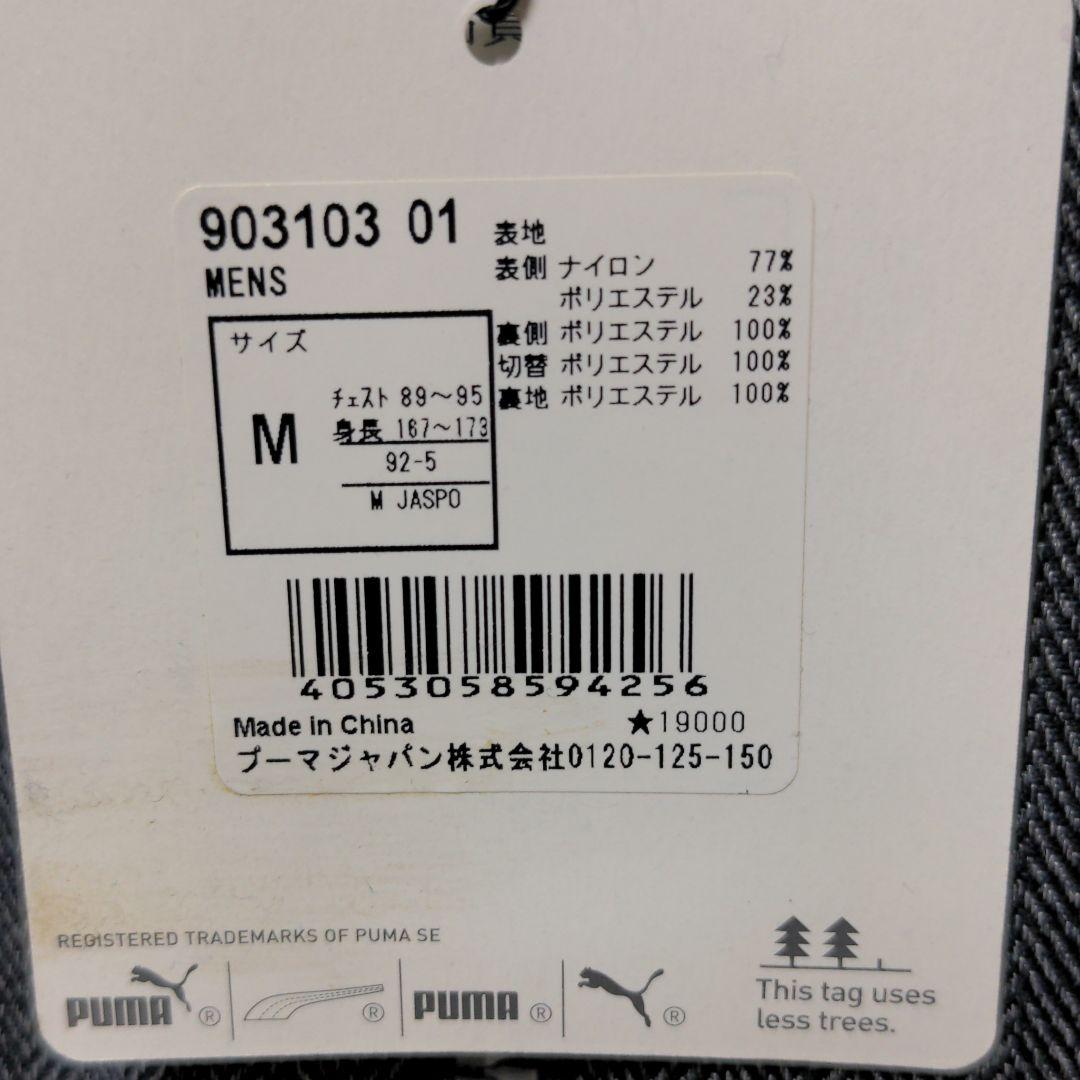 903103 01
MENS
表地
表側 ナイロン 77%
ポリエステル 23%
裏側 ポリエステル 100%
切替 ポリエステル 100%
裏地 ポリエステル 100%
サイズ
M
チェスト 89～95
身長 167～173
92-5
M JASPO
4053058594256
Made in China ★19000
プーマジャパン株式会社0120-125-150
REGISTERED TRADEMARKS OF PUMA SE
PUMA ® ® PUMA ® ®
This tag uses
less trees.